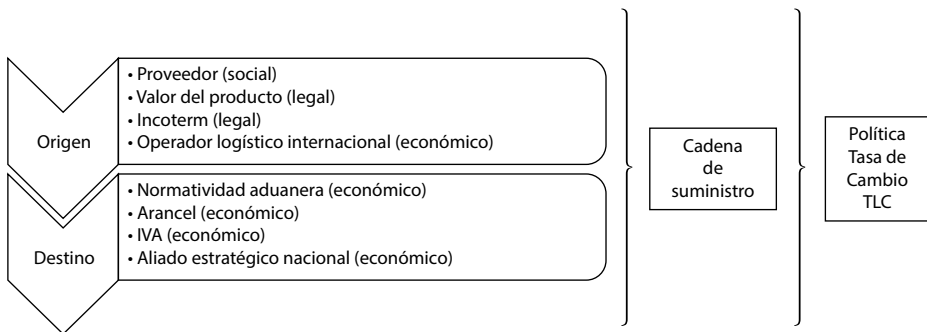 Origen
• Proveedor (social)
• Valor del producto (legal)
• Incoterm (legal)
• Operador logístico internacional (económico)
Destino
• Normatividad aduanera (económico)
• Arancel (económico)
• IVA (económico)
• Aliado estratégico nacional (económico)
Cadena
de
suministro
Política
Tasa de
Cambio
TLC